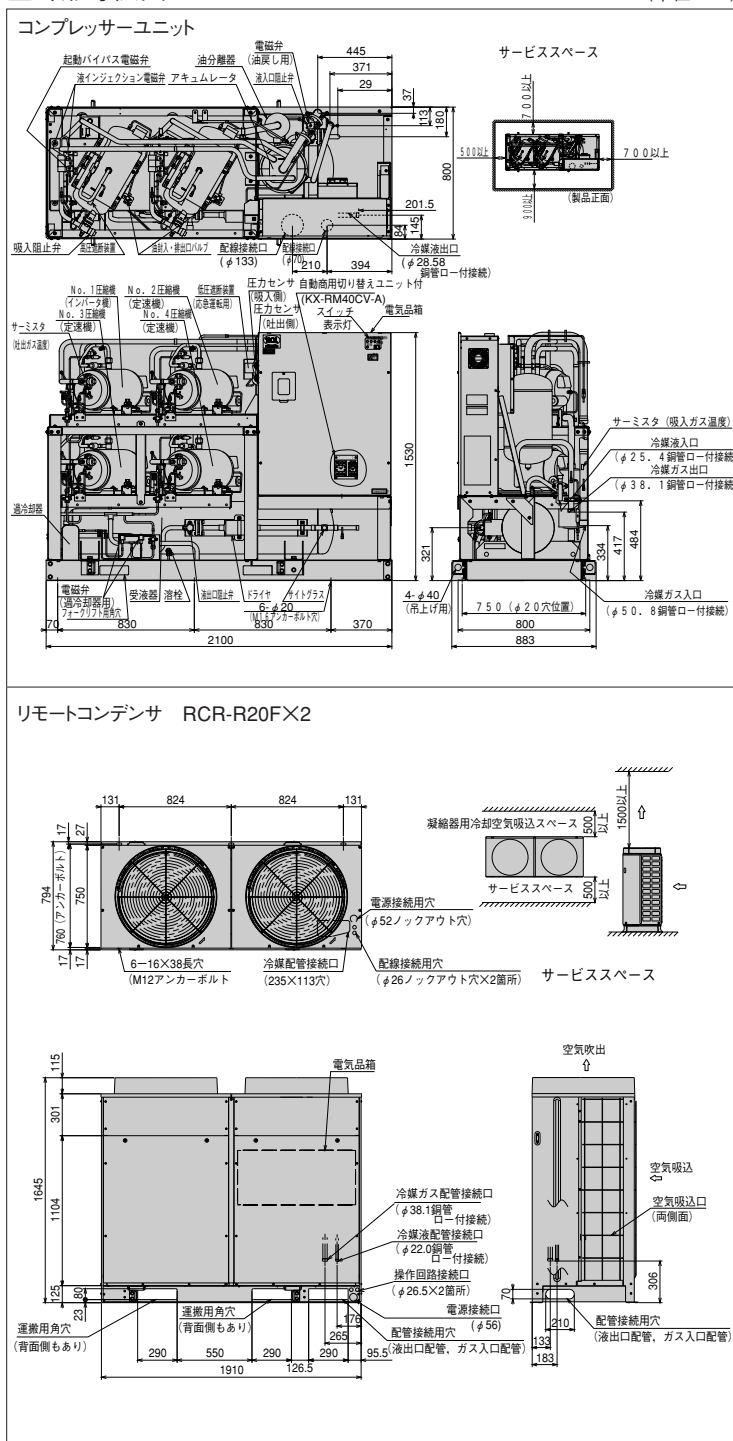 コンプレッサーユニット
起動バイパス電磁弁
油分離器
電磁弁
(油戻し用)
液インジェクション電磁弁
アキュムレータ
液入口阻止弁
445
371
29
37
113
180
800
サービススペース
700以上
500以上
700以上
900以上
(製品正面)
吸入阻止弁
高圧遮断装置
油封入・排出口バルブ
配線接続口
(φ133)
配線接続口
(φ70)
210
394
201.5
84
145
冷媒液出口
(φ28.58
銅管ロー付接続)
No. 1圧縮機
(インバータ機)
No. 2圧縮機
(定速機)
低圧遮断装置
(応急運転用)
圧力センサ
(吸入側)
自動商用切り替えユニット付
(KX-RM40CV-A)
No. 3圧縮機
(定速機)
No. 4圧縮機
(定速機)
圧力センサ
(吐出側)
スイッチ
表示灯
電気品箱
サーミスタ
(吐出ガス温度)
1530
サーミスタ (吸入ガス温度)
冷媒液入口
(φ25. 4銅管ロー付接続
冷媒ガス出口
(φ38. 1銅管ロー付接続
過冷却器
321
334
417
484
電磁弁
(過冷却器用)
フォークリフト用角穴
受液器
溶栓
液出口阻止弁
ドライヤ
サイトグラス
6-φ20
(M16アンカーボルト穴)
4-φ40
(吊上げ用)
750 (φ20穴位置)
冷媒ガス入口
(φ50. 8銅管ロー付接続)
70
830
830
370
2100
800
883
リモートコンデンサ RCR-R20F×2
131
824
824
131
17
27
794
760 (アンカーボルト)
750
17
17
6−16×38長穴
(M12アンカーボルト
冷媒配管接続口
(235×113穴)
電源接続用穴
(φ52ノックアウト穴)
配線接続用穴
(φ26ノックアウト穴×2箇所)
凝縮器用冷却空気吸込スペース
500以上
サービススペース
500以上
1500以上
サービススペース
電気品箱
115
301
1645
1104
125
80
23
冷媒ガス配管接続口
(φ38.1銅管
ロー付接続)
冷媒液配管接続口
(φ22.0銅管
ロー付接続)
操作回路接続口
(φ26.5×2箇所)
電源接続口
(φ56)
運搬用角穴
(背面側もあり)
運搬用角穴
(背面側もあり)
176
265
配管接続用穴
(液出口配管，ガス入口配管)
290
550
290
126.5
290
95.5
1910
空気吹出
空気吸込
空気吸込口
(両側面)
306
70
210
133
183
配管接続用穴
(液出口配管，ガス入口配管)